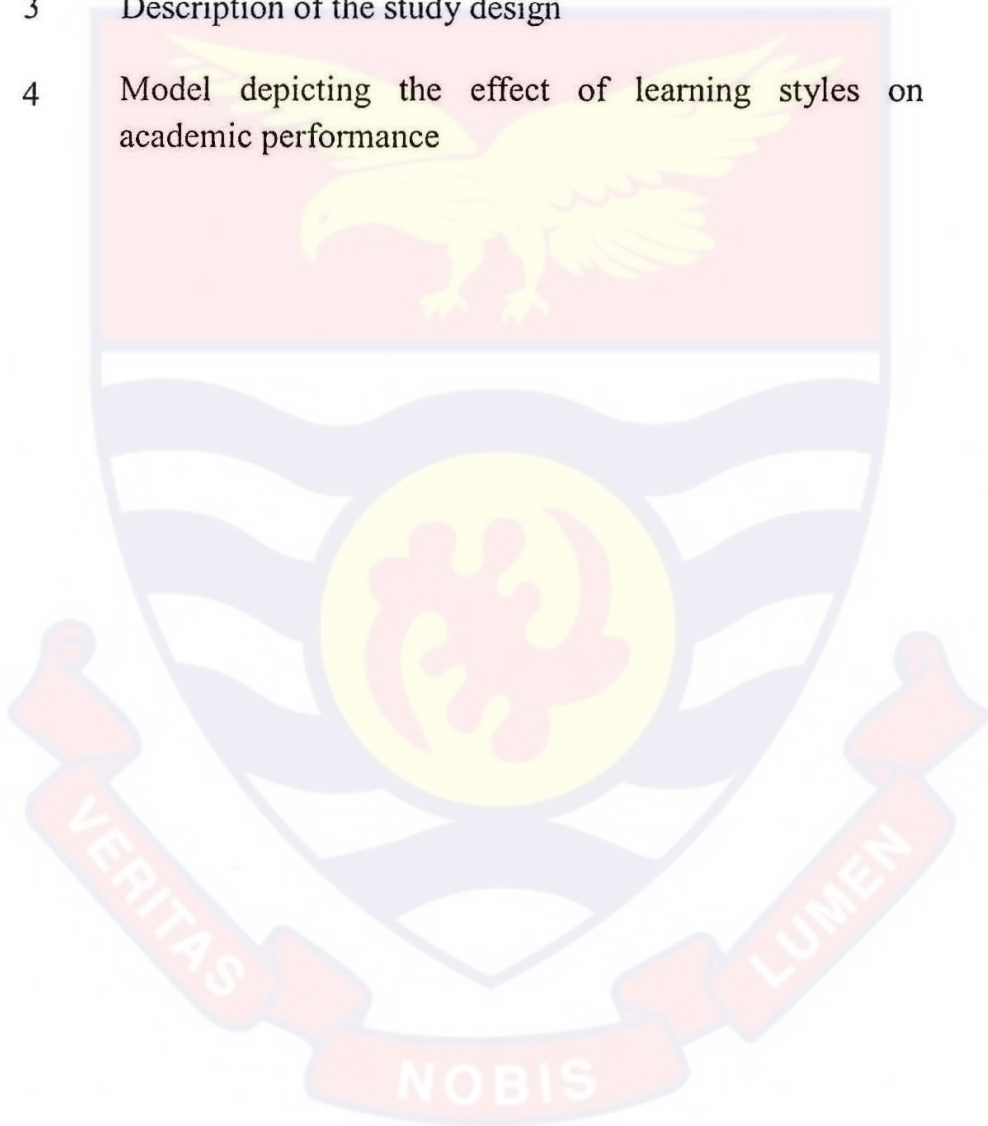 3 Description of the study design
4 Model depicting the effect of learning styles on
academic performance
VERITAS
NOBIS
LUMEN